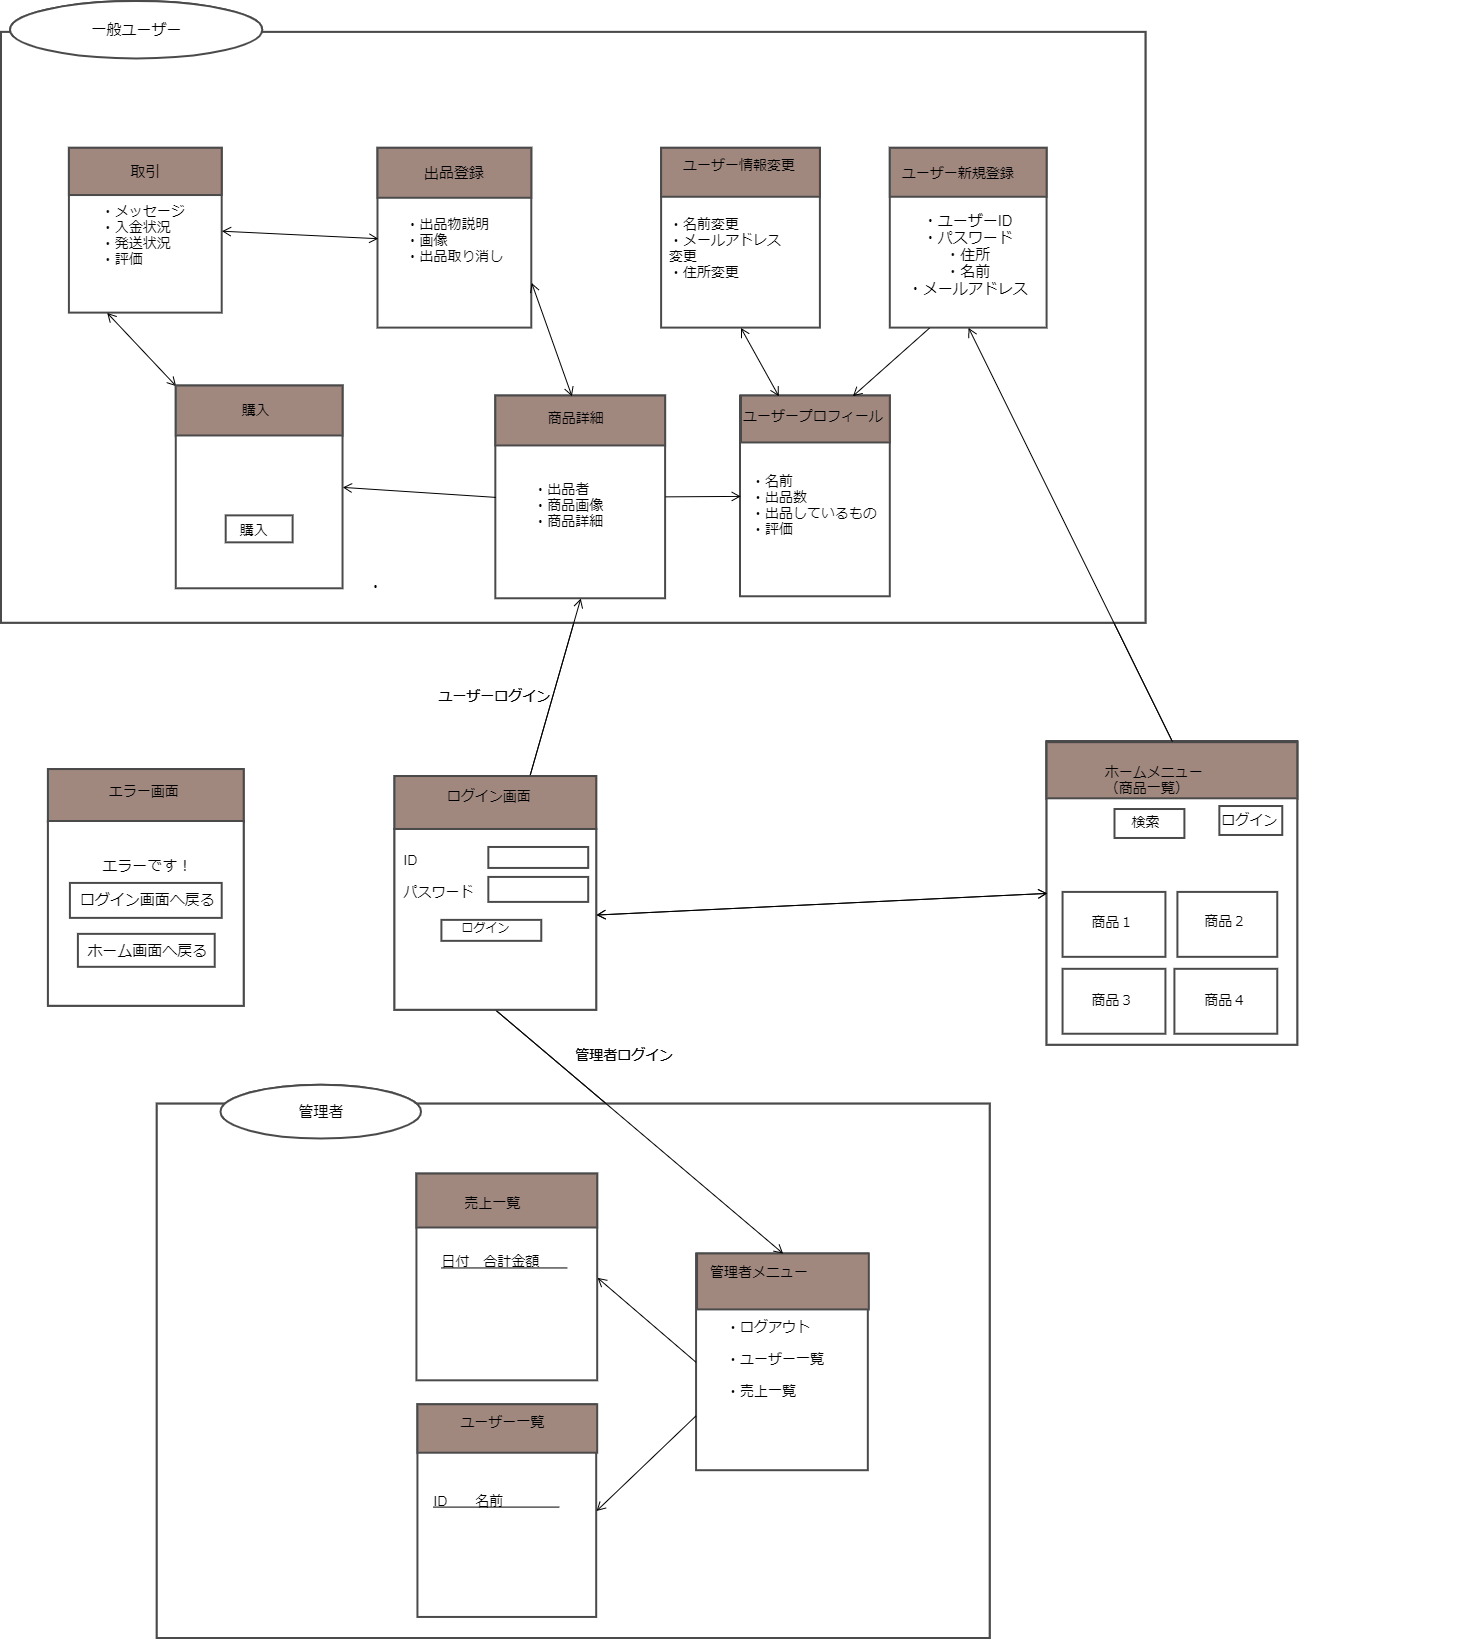 一般ユーザー
取引
・メッセージ
・入金状況
・発送状況
・評価
出品登録
・出品物説明
・画像
・出品取り消し
ユーザー情報変更
・名前変更
・メールアドレス
変更
・住所変更
ユーザー新規登録
・ユーザーID
・パスワード
・住所
・名前
・メールアドレス
購入
購入
・
商品詳細
・出品者
・商品画像
・商品詳細
ユーザープロフィール
・名前
・出品数
・出品しているもの
・評価
ユーザーログイン
エラー画面
エラーです！
ログイン画面へ戻る
ホーム画面へ戻る
ログイン画面
ID
パスワード
ログイン
ホームメニュー
（商品一覧）
検索
ログイン
商品１
商品２
商品３
商品４
管理者ログイン
管理者
売上一覧
日付　合計金額
管理者メニュー
・ログアウト
・ユーザー一覧
・売上一覧
ユーザー一覧
ID　　名前